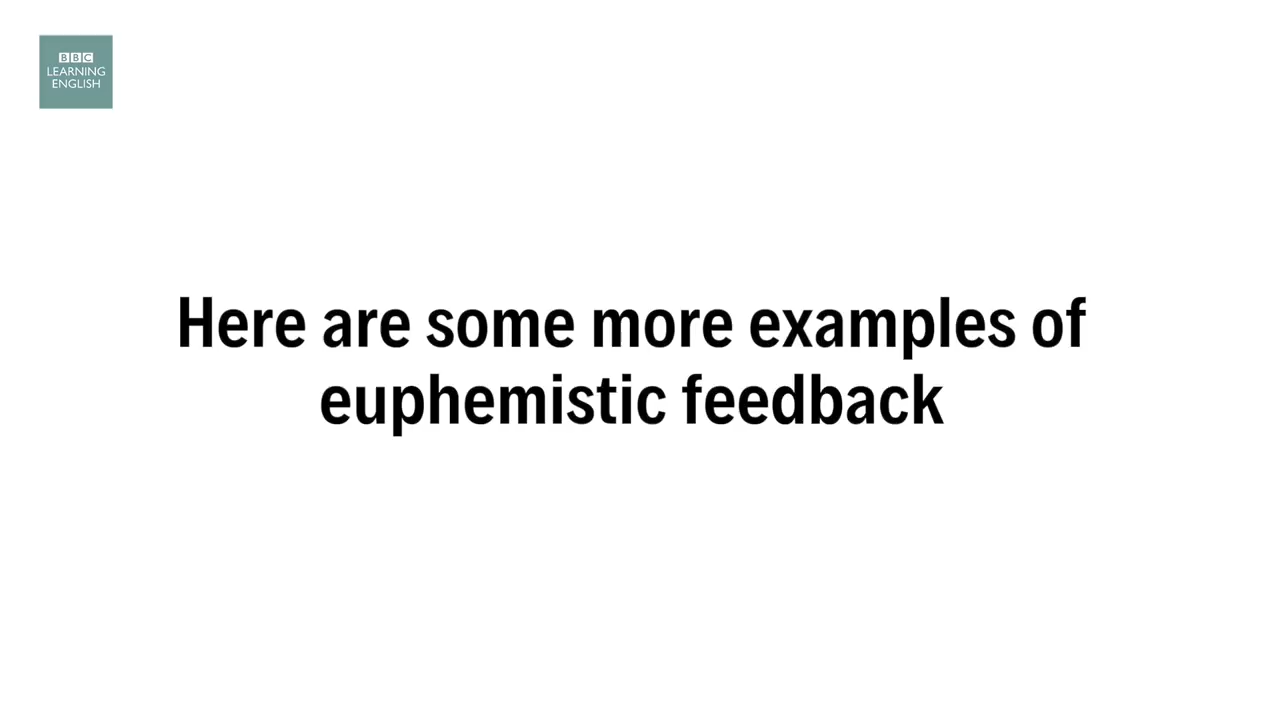 BBC
LEARNING
ENGLISH
Here are some more examples of
euphemistic feedback